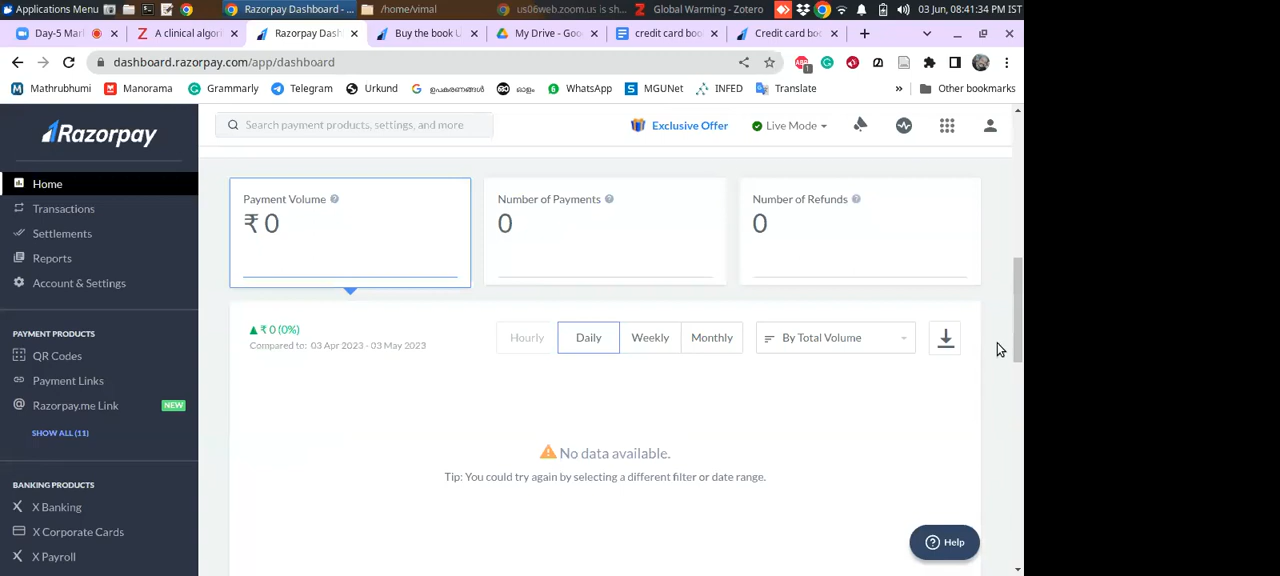 Applications Menu
Razorpay Dashboard - ...
/home/vimal
us06web.zoom.us is sh...
Global Warming - Zotero
03 Jun, 08:41:34 PM IST
Day-5 Mar
A clinical algor
Razorpay Dash
Buy the book U
My Drive - Goo
credit card boo
Credit card boo
dashboard.razorpay.com/app/dashboard
Mathrubhumi
Manorama
Grammarly
Telegram
Urkund
ഉപകരണങ്ങൾ
ഓളം
WhatsApp
MGUNet
INFED
Translate
»
Other bookmarks
Razorpay
Search payment products, settings, and more
Exclusive Offer
Live Mode
Home
Transactions
Settlements
Reports
Account & Settings
PAYMENT PRODUCTS
QR Codes
Payment Links
Razorpay.me Link
NEW
SHOW ALL (11)
BANKING PRODUCTS
X Banking
X Corporate Cards
X Payroll
Payment Volume
₹ 0
Number of Payments
0
Number of Refunds
0
₹ 0 (0%)
Compared to: 03 Apr 2023 - 03 May 2023
Hourly
Daily
Weekly
Monthly
By Total Volume
No data available.
Tip: You could try again by selecting a different filter or date range.
Help